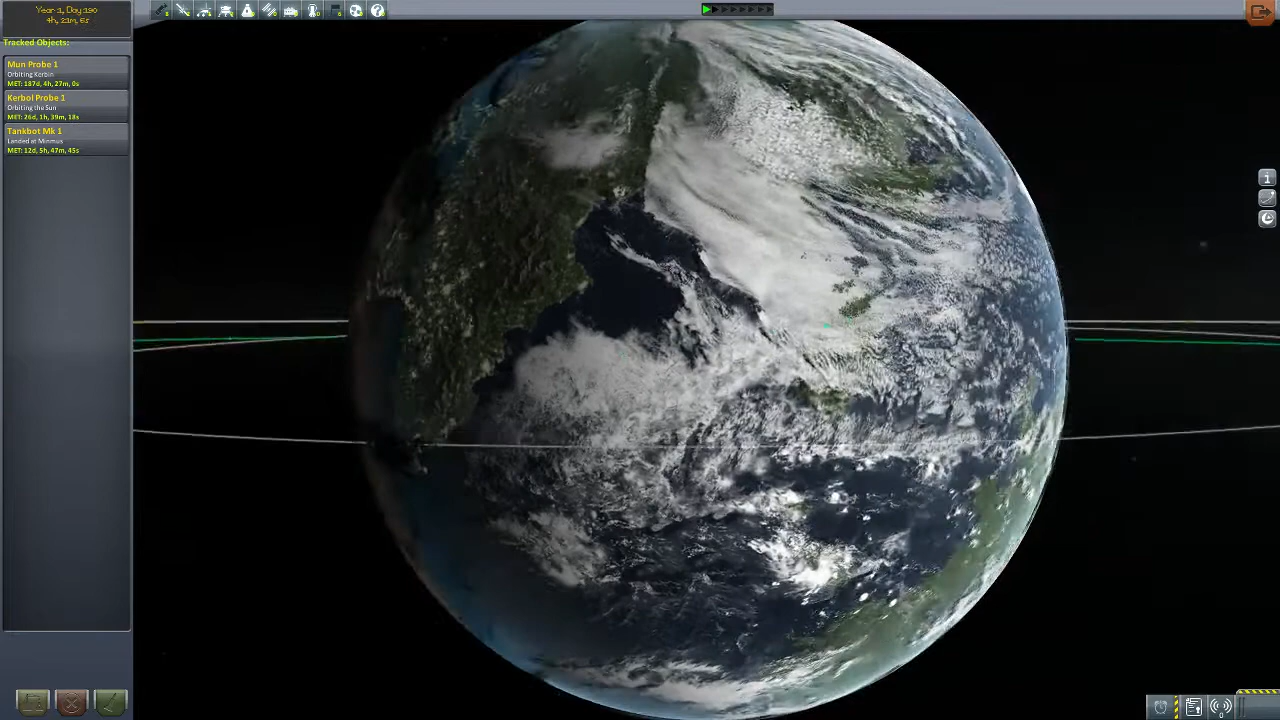 Year 1, Day 190
4h, 21m, 6s
Tracked Objects:
Mun Probe 1
Orbiting Kerbin
MET: 187d, 4h, 27m, 0s
Kerbol Probe 1
Orbiting the Sun
MET: 26d, 1h, 39m, 18s
Tankbot Mk 1
Landed at Minmus
MET: 12d, 5h, 47m, 45s